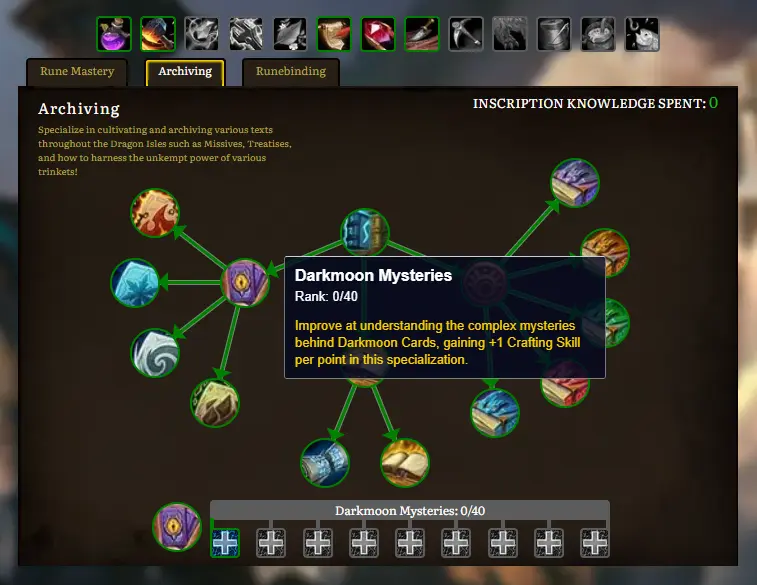 Rune Mastery
Archiving
Runebinding
Archiving
INSCRIPTION KNOWLEDGE SPENT: 0
Specialize in cultivating and archiving various texts
throughout the Dragon Isles such as Missives, Treatises,
and how to harness the unkempt power of various
trinkets!
Darkmoon Mysteries
Rank: 0/40
Improve at understanding the complex mysteries
behind Darkmoon Cards, gaining +1 Crafting Skill
per point in this specialization.
Darkmoon Mysteries: 0/40